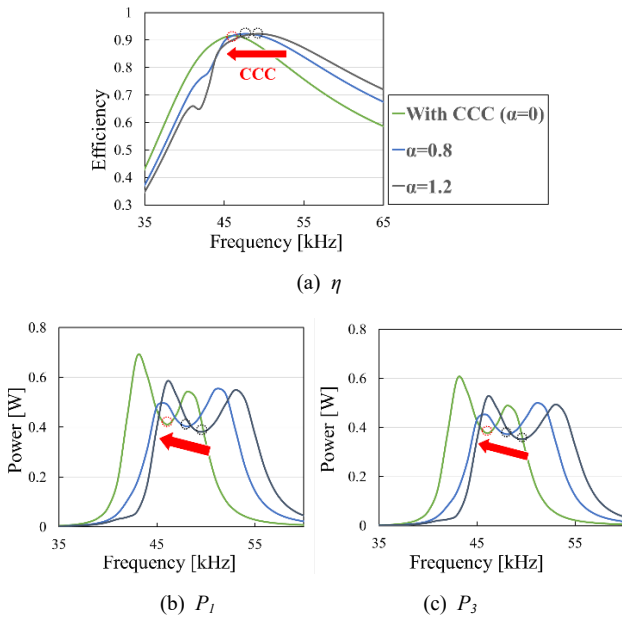 1
0.9
0.8
0.7
0.6
0.5
0.4
0.3
Efficiency
CCC
35 45 55 65
Frequency [kHz]
With CCC (α=0)
α=0.8
α=1.2
(a) η
0.8
0.6
0.4
0.2
0
Power [W]
35 45 55
Frequency [kHz]
(b) P1
0.8
0.6
0.4
0.2
0
Power [W]
35 45 55
Frequency [kHz]
(c) P3